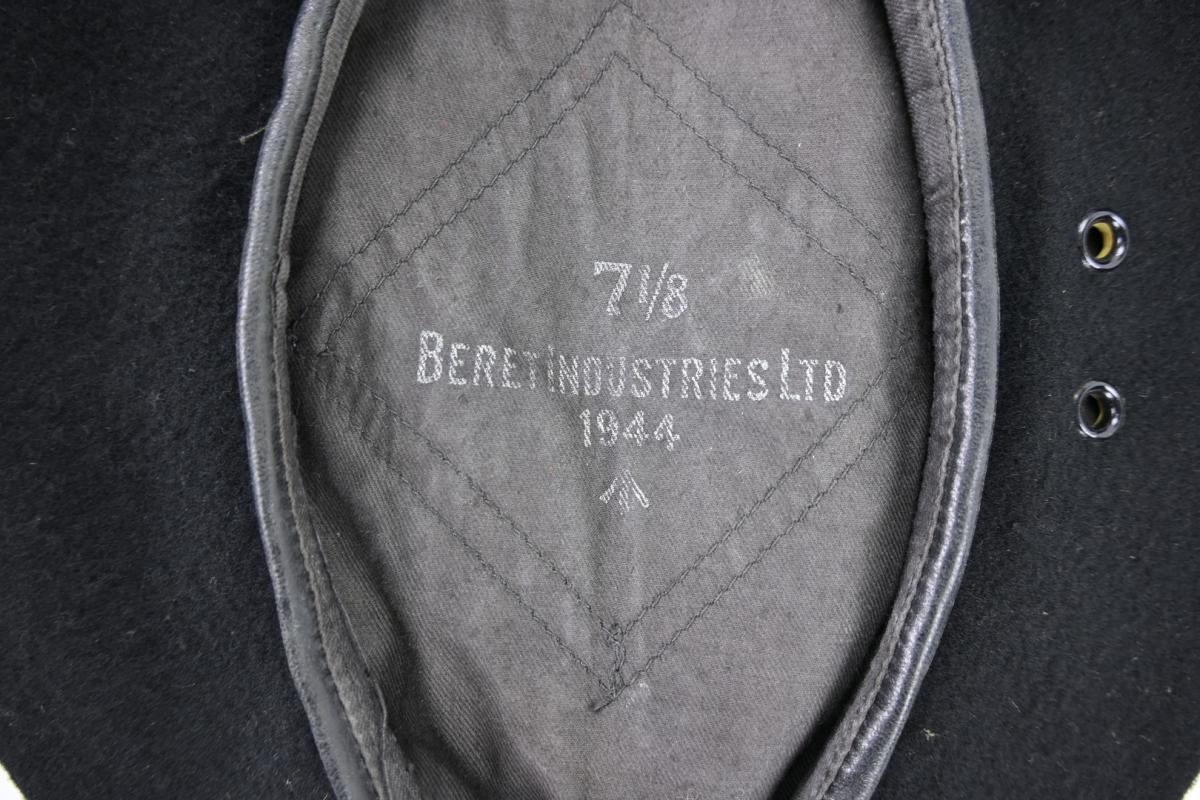 7 1/8
BERET INDUSTRIES LTD
1944